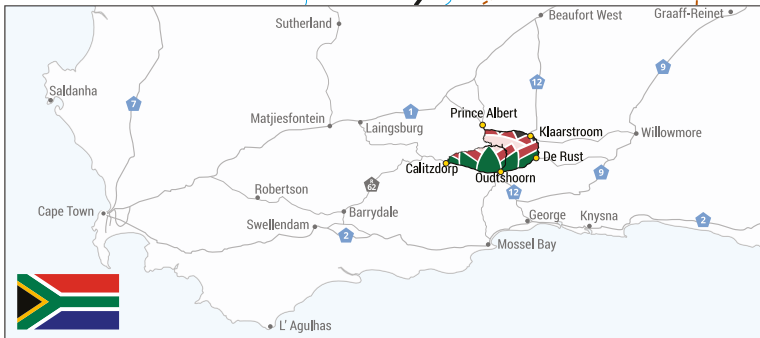 Sutherland
Beaufort West
Graaff-Reinet
9
12
7
Saldanha
1
Prince Albert
Matjiesfontein
Laingsburg
Klaarstroom
Willowmore
De Rust
Calitzdorp
Oudtshoorn
9
R
62
12
Robertson
Cape Town
Barrydale
George
Knysna
2
Swellendam
2
Mossel Bay
L' Agulhas